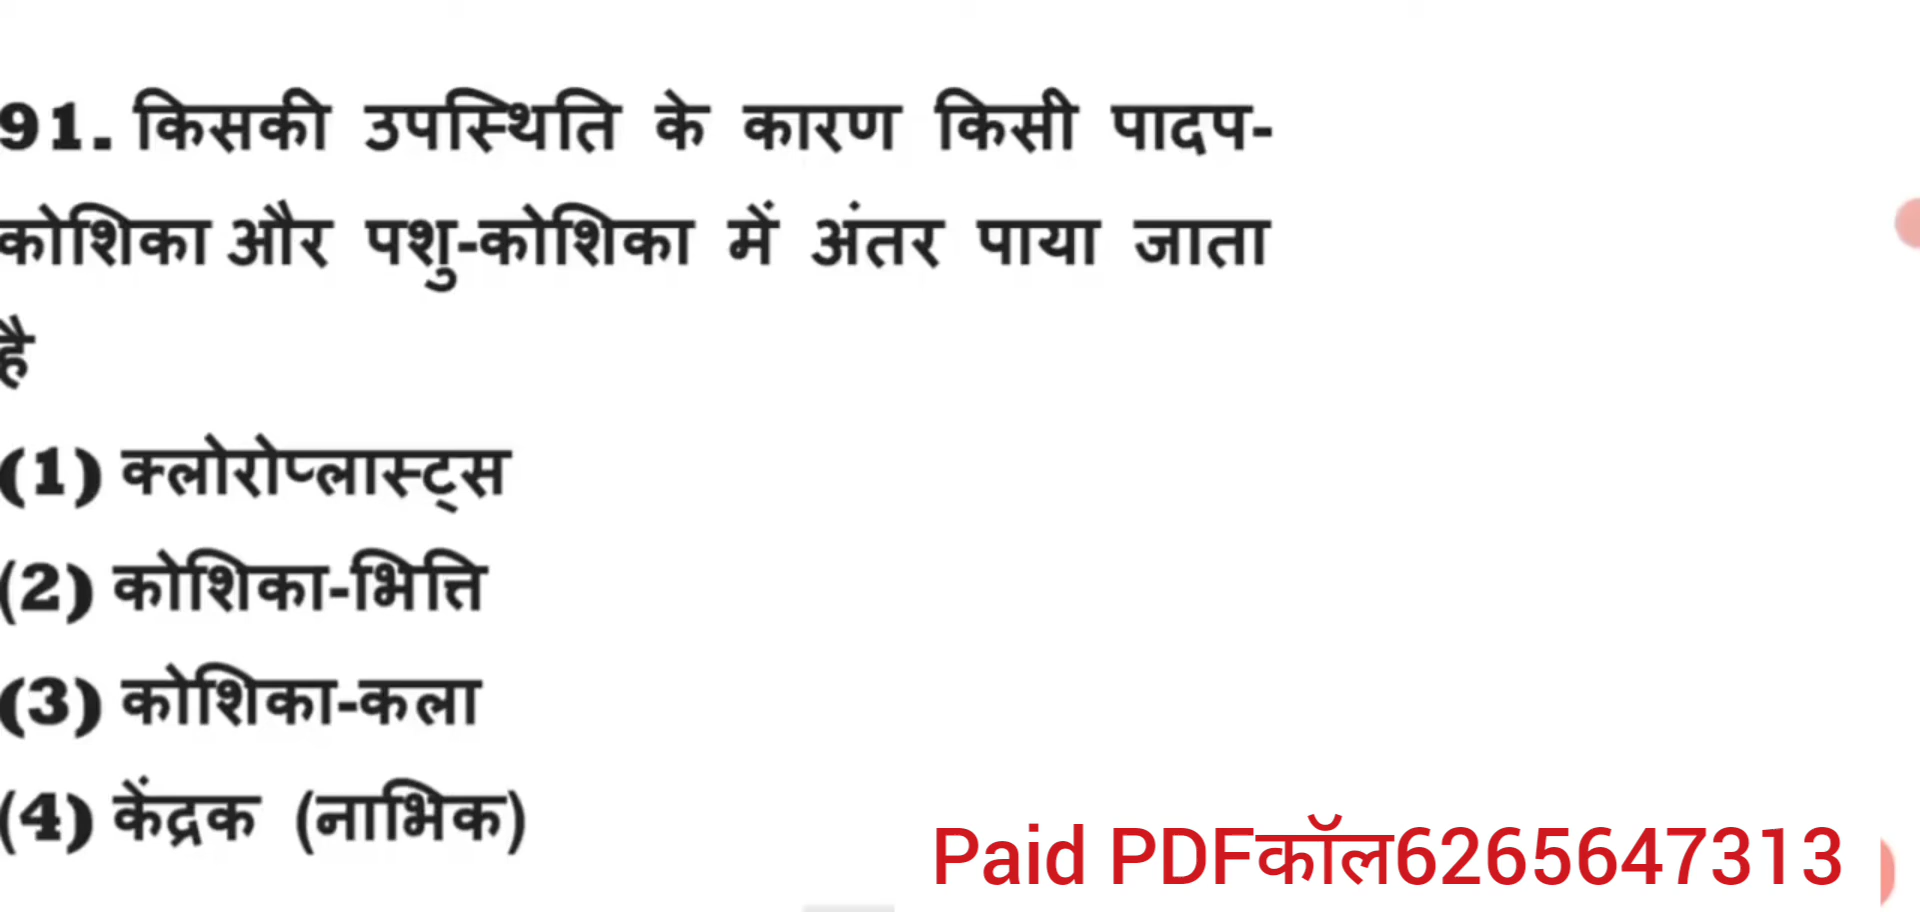 91. किसकी उपस्थिति के कारण किसी पादप-
कोशिका और पशु-कोशिका में अंतर पाया जाता
है
(1) क्लोरोप्लास्ट्स
(2) कोशिका-भित्ति
(3) कोशिका-कला
(4) केंद्रक (नाभिक)
Paid PDFकॉल6265647313